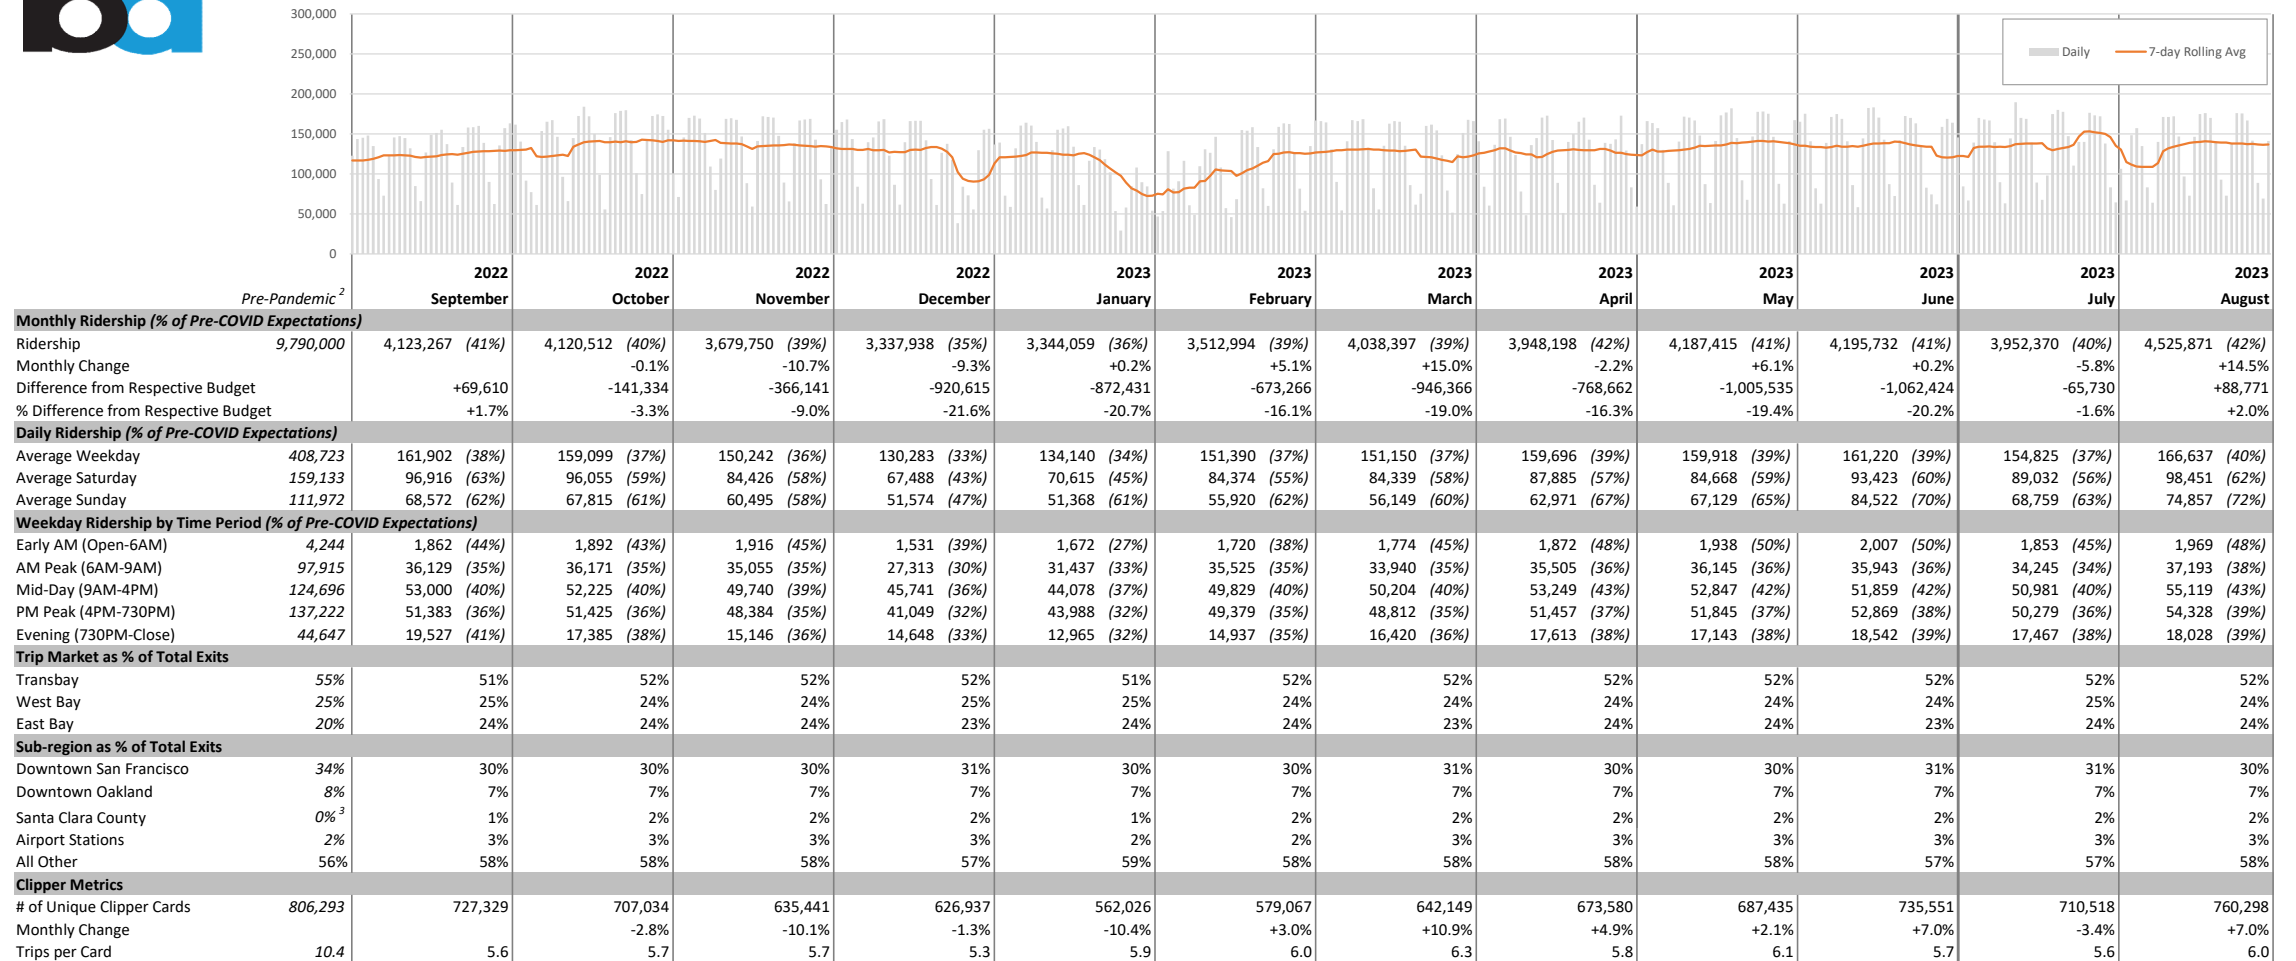 ba
300,000
250,000
200,000
150,000
100,000
50,000
0
Daily 7-day Rolling Avg
2022 2022 2022 2022 2023 2023 2023 2023 2023 2023 2023 2023
Pre-Pandemic 2 September October November December January February March April May June July August
Monthly Ridership (% of Pre-COVID Expectations)
Ridership 9,790,000 4,123,267 (41%) 4,120,512 (40%) 3,679,750 (39%) 3,337,938 (35%) 3,344,059 (36%) 3,512,994 (39%) 4,038,397 (39%) 3,948,198 (42%) 4,187,415 (41%) 4,195,732 (41%) 3,952,370 (40%) 4,525,871 (42%)
Monthly Change -0.1% -10.7% -9.3% +0.2% +5.1% +15.0% -2.2% +6.1% +0.2% -5.8% +14.5%
Difference from Respective Budget +69,610 -141,334 -366,141 -920,615 -872,431 -673,266 -946,366 -768,662 -1,005,535 -1,062,424 -65,730 +88,771
% Difference from Respective Budget +1.7% -3.3% -9.0% -21.6% -20.7% -16.1% -19.0% -16.3% -19.4% -20.2% -1.6% +2.0%
Daily Ridership (% of Pre-COVID Expectations)
Average Weekday 408,723 161,902 (38%) 159,099 (37%) 150,242 (36%) 130,283 (33%) 134,140 (34%) 151,390 (37%) 151,150 (37%) 159,696 (39%) 159,918 (39%) 161,220 (39%) 154,825 (37%) 166,637 (40%)
Average Saturday 159,133 96,916 (63%) 96,055 (59%) 84,426 (58%) 67,488 (43%) 70,615 (45%) 84,374 (55%) 84,339 (58%) 87,885 (57%) 84,668 (59%) 93,423 (60%) 89,032 (56%) 98,451 (62%)
Average Sunday 111,972 68,572 (62%) 67,815 (61%) 60,495 (58%) 51,574 (47%) 51,368 (61%) 55,920 (62%) 56,149 (60%) 62,971 (67%) 67,129 (65%) 84,522 (70%) 68,759 (63%) 74,857 (72%)
Weekday Ridership by Time Period (% of Pre-COVID Expectations)
Early AM (Open-6AM) 4,244 1,862 (44%) 1,892 (43%) 1,916 (45%) 1,531 (39%) 1,672 (27%) 1,720 (38%) 1,774 (45%) 1,872 (48%) 1,938 (50%) 2,007 (50%) 1,853 (45%) 1,969 (48%)
AM Peak (6AM-9AM) 97,915 36,129 (35%) 36,171 (35%) 35,055 (35%) 27,313 (30%) 31,437 (33%) 35,525 (35%) 33,940 (35%) 35,505 (36%) 36,145 (36%) 35,943 (36%) 34,245 (34%) 37,193 (38%)
Mid-Day (9AM-4PM) 124,696 53,000 (40%) 52,225 (40%) 49,740 (39%) 45,741 (36%) 44,078 (37%) 49,829 (40%) 50,204 (40%) 53,249 (43%) 52,847 (42%) 51,859 (42%) 50,981 (40%) 55,119 (43%)
PM Peak (4PM-730PM) 137,222 51,383 (36%) 51,425 (36%) 48,384 (35%) 41,049 (32%) 43,988 (32%) 49,379 (35%) 48,812 (35%) 51,457 (37%) 51,845 (37%) 52,869 (38%) 50,279 (36%) 54,328 (39%)
Evening (730PM-Close) 44,647 19,527 (41%) 17,385 (38%) 15,146 (36%) 14,648 (33%) 12,965 (32%) 14,937 (35%) 16,420 (36%) 17,613 (38%) 17,143 (38%) 18,542 (39%) 17,467 (38%) 18,028 (39%)
Trip Market as % of Total Exits
Transbay 55% 51% 52% 52% 52% 51% 52% 52% 52% 52% 52% 52% 52%
West Bay 25% 25% 24% 24% 25% 25% 24% 24% 24% 24% 24% 25% 24%
East Bay 20% 24% 24% 24% 23% 24% 24% 23% 24% 24% 23% 24% 24%
Sub-region as % of Total Exits
Downtown San Francisco 34% 30% 30% 30% 31% 30% 30% 31% 30% 30% 31% 31% 30%
Downtown Oakland 8% 7% 7% 7% 7% 7% 7% 7% 7% 7% 7% 7% 7%
Santa Clara County 0% 3 1% 2% 2% 2% 1% 2% 2% 2% 2% 2% 2% 2%
Airport Stations 2% 3% 3% 3% 3% 2% 2% 3% 3% 3% 3% 3% 3%
All Other 56% 58% 58% 58% 57% 59% 58% 58% 58% 58% 57% 57% 58%
Clipper Metrics
# of Unique Clipper Cards 806,293 727,329 707,034 635,441 626,937 562,026 579,067 642,149 673,580 687,435 735,551 710,518 760,298
Monthly Change -2.8% -10.1% -1.3% -10.4% +3.0% +10.9% +4.9% +2.1% +7.0% -3.4% +7.0%
Trips per Card 10.4 5.6 5.7 5.7 5.3 5.9 6.0 6.3 5.8 6.1 5.7 5.6 6.0